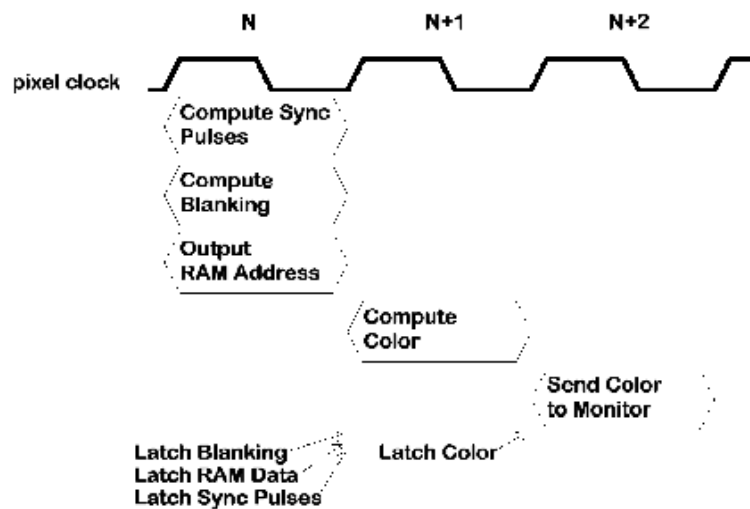 N N+1 N+2
pixel clock
Compute Sync
Pulses
Compute
Blanking
Output
RAM Address
Compute
Color
Send Color
to Monitor
Latch Blanking
Latch Color
Latch RAM Data
Latch Sync Pulses